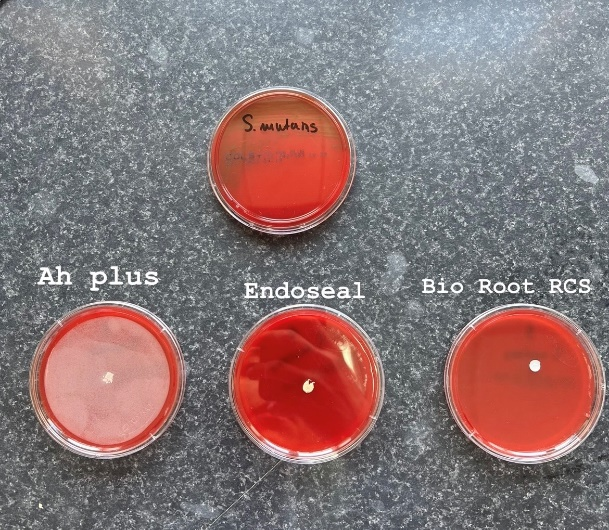 S. mutans
Ah plus
Endoseal
Bio Root RCS